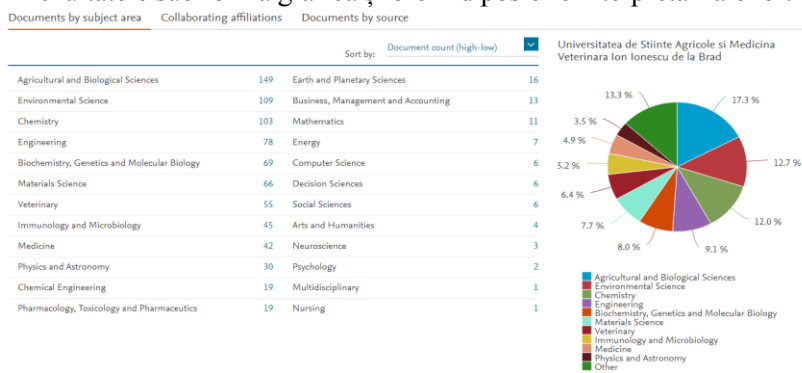 Documents by subject area Collaborating affiliations Documents by source
Sort by: Document count (high-low)
Agricultural and Biological Sciences 149 Earth and Planetary Sciences 16
Environmental Science 109 Business, Management and Accounting 13
Chemistry 103 Mathematics 11
Engineering 78 Energy 7
Biochemistry, Genetics and Molecular Biology 69 Computer Science 6
Materials Science 66 Decision Sciences 6
Veterinary 55 Social Sciences 6
Immunology and Microbiology 45 Arts and Humanities 4
Medicine 42 Neuroscience 3
Physics and Astronomy 30 Psychology 2
Chemical Engineering 19 Multidisciplinary 1
Pharmacology, Toxicology and Pharmaceutics 19 Nursing 1
Universitatea de Stiinte Agricole si Medicina
Veterinara Ion Ionescu de la Brad
13.3 %
17.3 %
3.5 %
4.9 %
5.2 %
12.7 %
6.4 %
7.7 %
12.0 %
8.0 %
9.1 %
Agricultural and Biological Sciences
Environmental Science
Chemistry
Engineering
Biochemistry, Genetics and Molecular Biology
Materials Science
Veterinary
Immunology and Microbiology
Medicine
Physics and Astronomy
Other